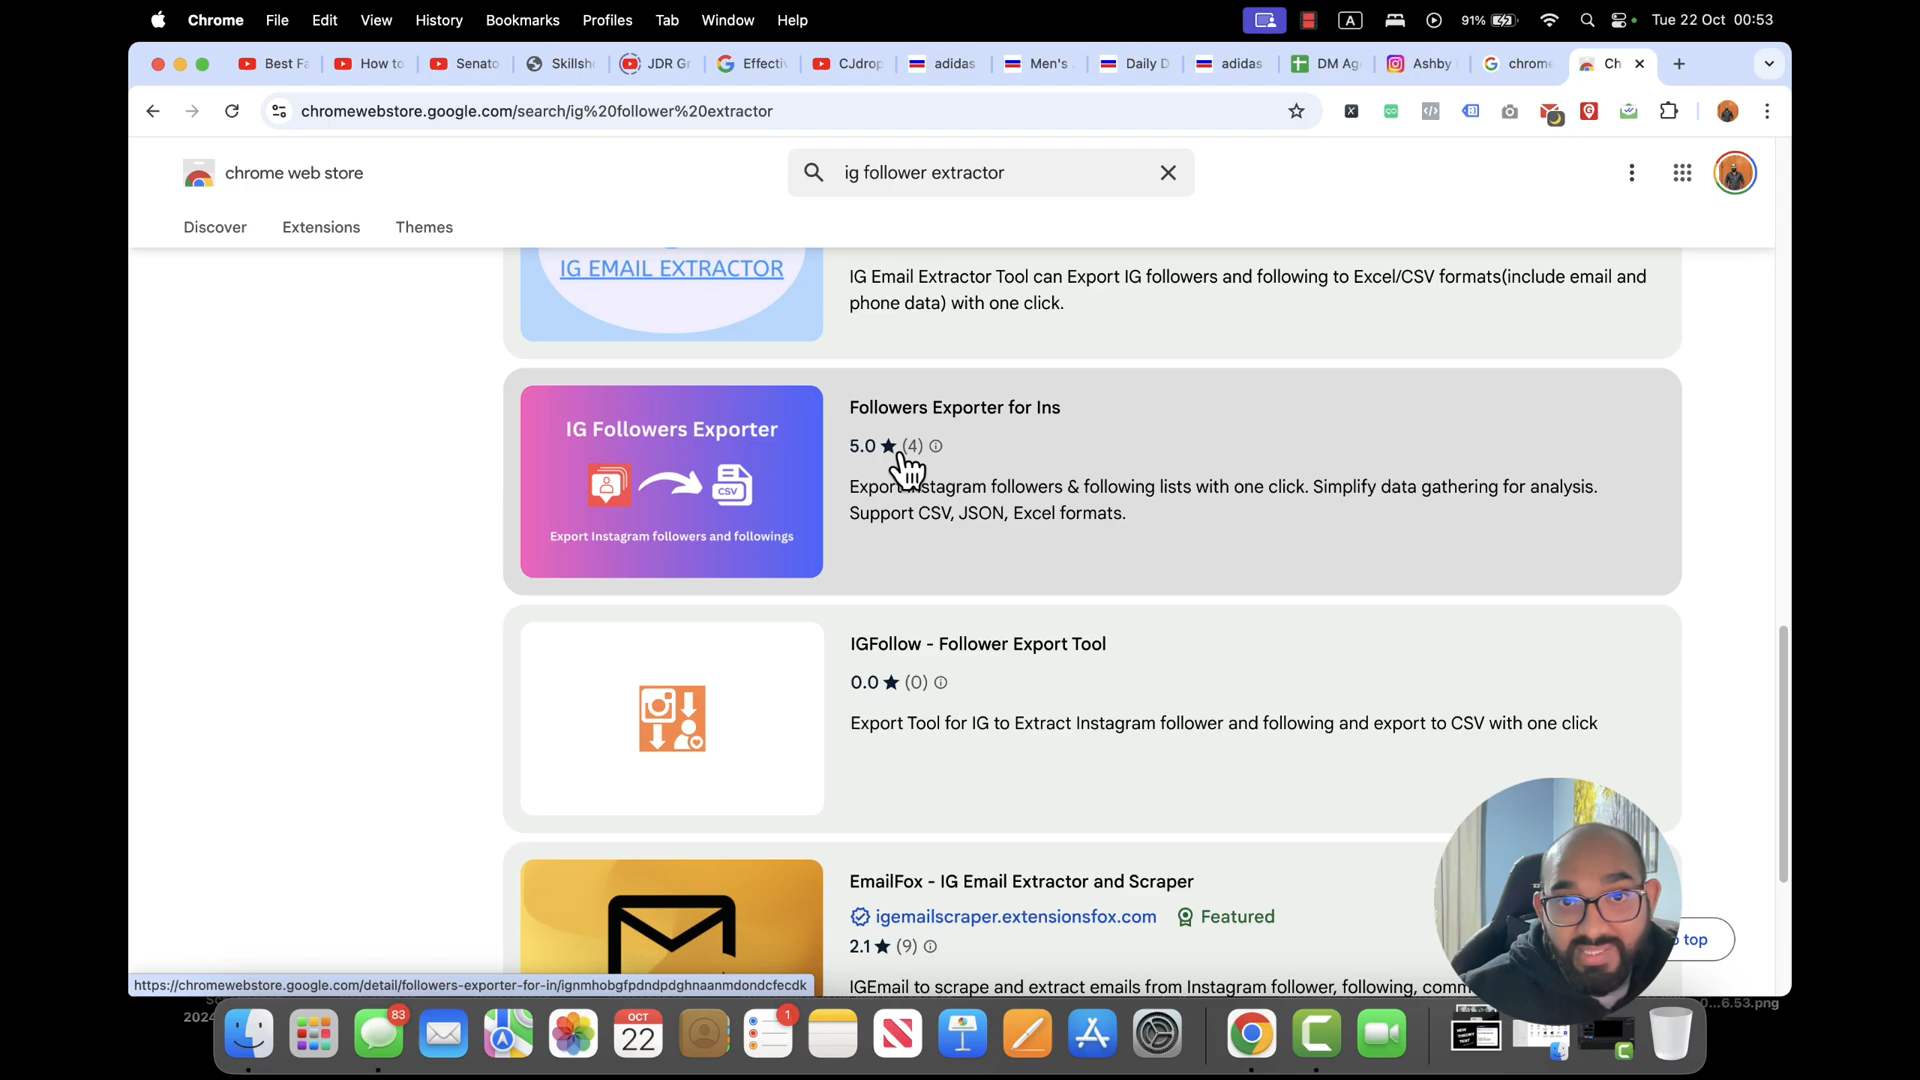 Chrome File Edit View History Bookmarks Profiles Tab Window Help A 91% Tue 22 Oct 00:53
Best Fa How to Senato Skillsh JDR Gr Effecti CJdrop adidas Men's Daily D adidas DM Ag Ashby chrome Ch
chromewebstore.google.com/search/ig%20follower%20extractor
chrome web store ig follower extractor
Discover Extensions Themes
IG EMAIL EXTRACTOR
IG Email Extractor Tool can Export IG followers and following to Excel/CSV formats(include email and
phone data) with one click.
IG Followers Exporter
CSV
Export Instagram followers and followings
Followers Exporter for Ins
5.0 ★ (4)
Export Instagram followers & following lists with one click. Simplify data gathering for analysis.
Support CSV, JSON, Excel formats.
IGFollow - Follower Export Tool
0.0 ★ (0)
Export Tool for IG to Extract Instagram follower and following and export to CSV with one click
EmailFox - IG Email Extractor and Scraper
igemailscraper.extensionsfox.com Featured
2.1 ★ (9)
IGEmail to scrape and extract emails from Instagram follower, following, comm
top
https://chromewebstore.google.com/detail/followers-exporter-for-in/ignmhobgfpdndpdghnaanmdondcfecdk
2024 0...6.53.png
83 OCT 22 1